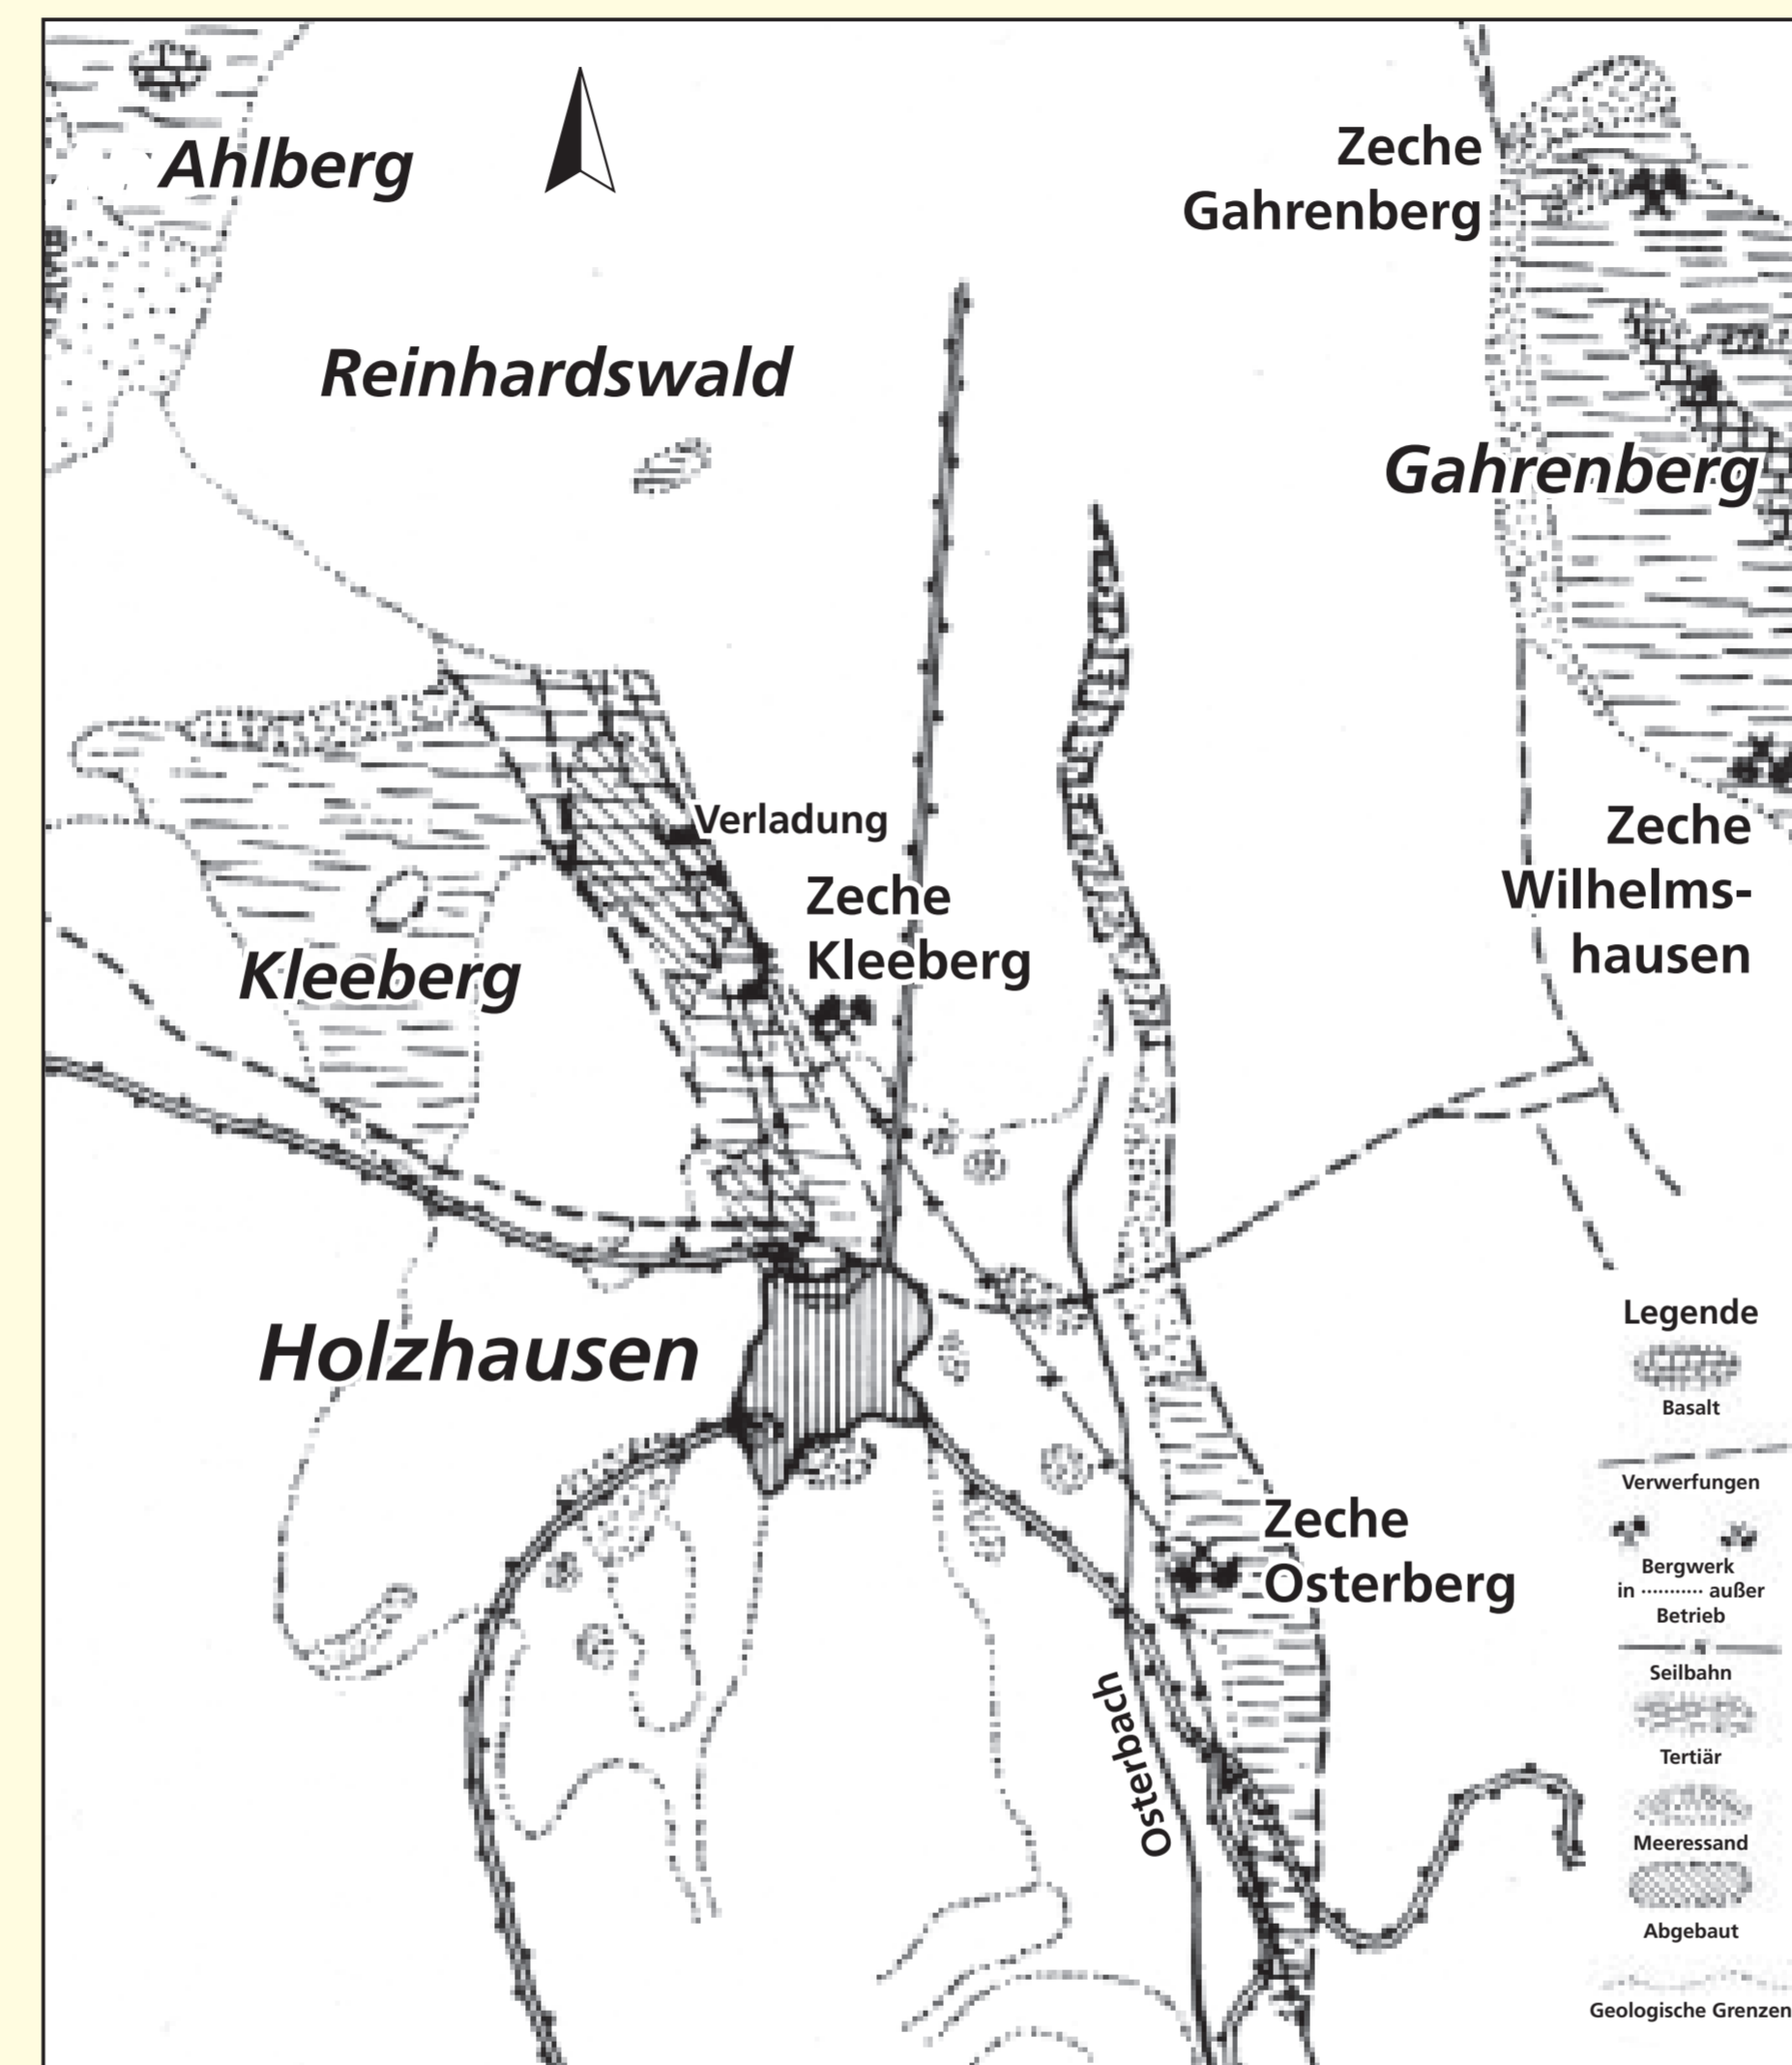 Ahlberg
Zeche
Gahrenberg
Reinhardswald
Gahrenberg
Verladung
Zeche
Kleeberg
Kleeberg
Zeche
Wilhelms-
hausen
Holzhausen
Zeche
Osterberg
Osterbach
Legende
Basalt
Verwerfungen
Bergwerk
in ........... außer
Betrieb
Seilbahn
Tertiär
Meeressand
Abgebaut
Geologische Grenzen